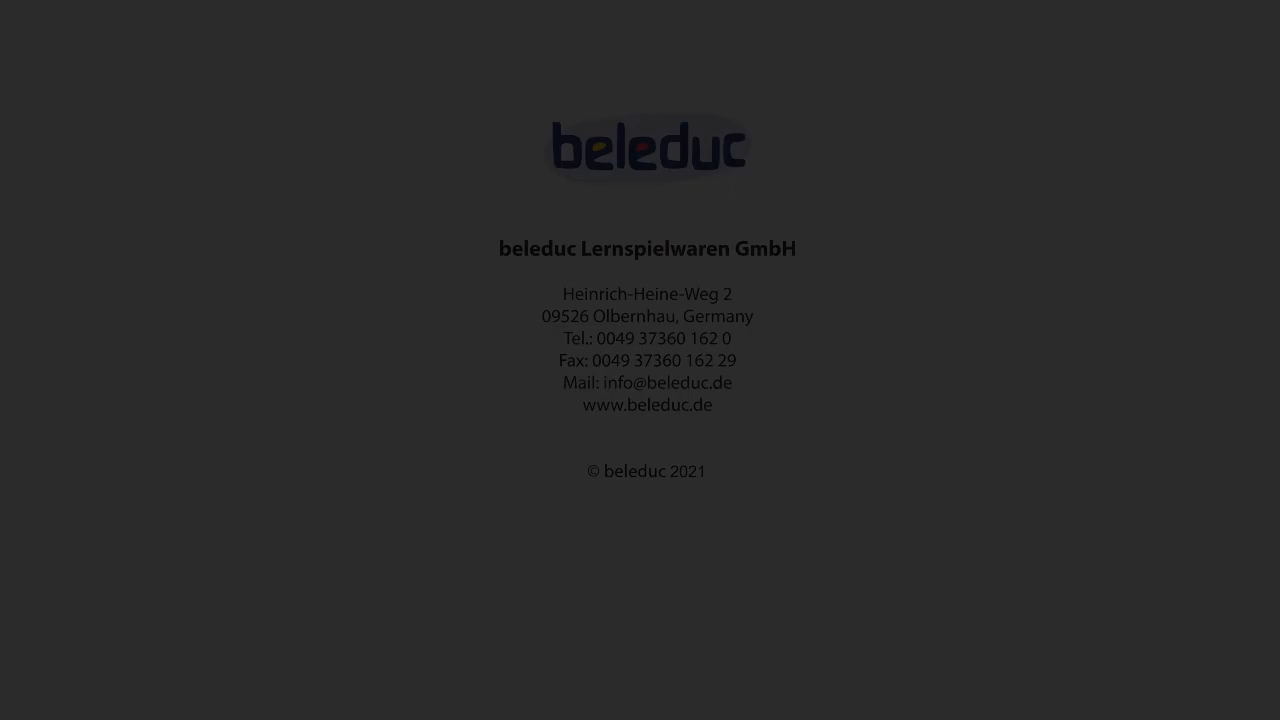 beleduc
beleduc Lernspielwaren GmbH
Heinrich-Heine-Weg 2
09526 Olbernhau, Germany
Tel.: 0049 37360 162 0
Fax: 0049 37360 162 29
Mail: info@beleduc.de
www.beleduc.de
© beleduc 2021